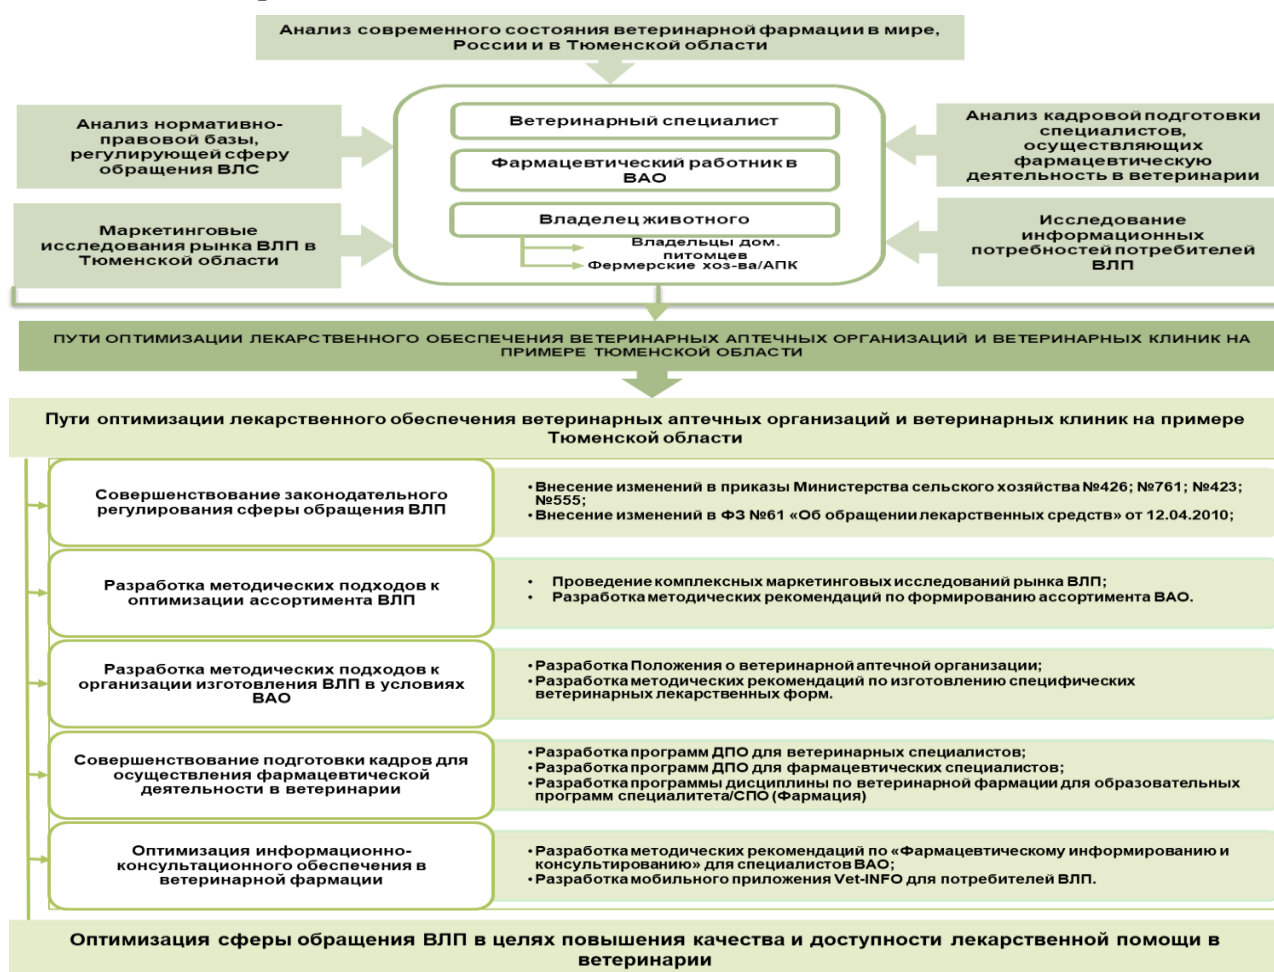 Анализ современного состояния ветеринарной фармации в мире,
России и в Тюменской области
Анализ нормативно-
правовой базы,
регулирующей сферу
обращения ВЛС
Маркетинговые
исследования рынка ВЛП в
Тюменской области
Ветеринарный специалист
Фармацевтический работник в
ВАО
Владелец животного
Владельцы дом.
питомцев
Фермерские хоз-ва/АПК
Анализ кадровой подготовки
специалистов,
осуществляющих
фармацевтическую
деятельность в ветеринарии
Исследование
информационных
потребностей потребителей
ВЛП
ПУТИ ОПТИМИЗАЦИИ ЛЕКАРСТВЕННОГО ОБЕСПЕЧЕНИЯ ВЕТЕРИНАРНЫХ АПТЕЧНЫХ ОРГАНИЗАЦИЙ И ВЕТЕРИНАРНЫХ КЛИНИК НА
ПРИМЕРЕ ТЮМЕНСКОЙ ОБЛАСТИ
Пути оптимизации лекарственного обеспечения ветеринарных аптечных организаций и ветеринарных клиник на примере
Тюменской области
Совершенствование законодательного
регулирования сферы обращения ВЛП
• Внесение изменений в приказы Министерства сельского хозяйства №426; №761; №423;
№555;
• Внесение изменений в ФЗ №61 «Об обращении лекарственных средств» от 12.04.2010;
Разработка методических подходов к
оптимизации ассортимента ВЛП
• Проведение комплексных маркетинговых исследований рынка ВЛП;
• Разработка методических рекомендаций по формированию ассортимента ВАО.
Разработка методических подходов к
организации изготовления ВЛП в условиях
ВАО
• Разработка Положения о ветеринарной аптечной организации;
• Разработка методических рекомендаций по изготовлению специфических
ветеринарных лекарственных форм.
Совершенствование подготовки кадров для
осуществления фармацевтической
деятельности в ветеринарии
• Разработка программ ДПО для ветеринарных специалистов;
• Разработка программ ДПО для фармацевтических специалистов;
• Разработка программы дисциплины по ветеринарной фармации для образовательных
программ специалитета/СПО (Фармация)
Оптимизация информационно-
консультационного обеспечения в
ветеринарной фармации
• Разработка методических рекомендаций по «Фармацевтическому информированию и
консультированию» для специалистов ВАО;
• Разработка мобильного приложения Vet-INFO для потребителей ВЛП.
Оптимизация сферы обращения ВЛП в целях повышения качества и доступности лекарственной помощи в
ветеринарии